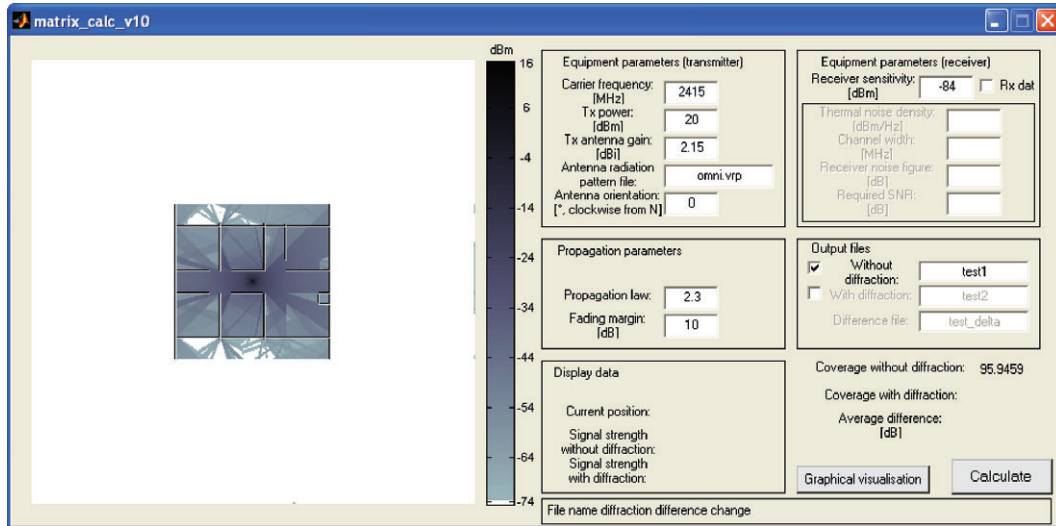 matrix_calc_v10
dBm
16
6
-4
-14
-24
-34
-44
-54
-64
-74
Equipment parameters (transmitter)
Carrier frequency:
[MHz]
2415
Tx power:
[dBm]
20
Tx antenna gain:
[dBi]
2.15
Antenna radiation
pattern file:
omni.vrp
Antenna orientation:
[°, clockwise from N]
0
Equipment parameters (receiver)
Receiver sensitivity:
[dBm]
-84
Rx dat
Thermal noise density:
[dBm/Hz]
Channel width:
[MHz]
Receiver noise figure:
[dB]
Required SNR:
[dB]
Propagation parameters
Propagation law:
2.3
Fading margin:
[dB]
10
Output files
Without
diffraction:
test1
With diffraction:
test2
Difference file:
test_delta
Display data
Current position:
Signal strength
without diffraction:
Signal strength
with diffraction:
Coverage without diffraction: 95.9459
Coverage with diffraction:
Average difference:
[dB]
Graphical visualisation
Calculate
File name diffraction difference change